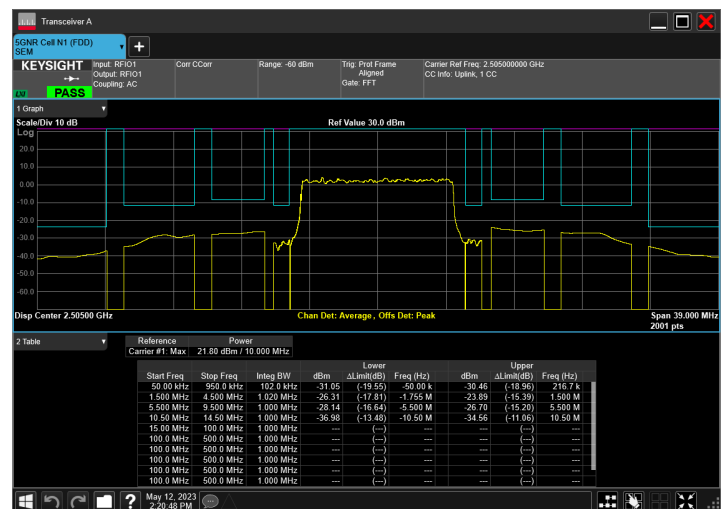 Transceiver A
5GNR Cell N1 (FDD)
SEM
KEYSIGHT
LXI
PASS
Input: RFIO1
Output: RFIO1
Coupling: AC
Corr CCorr
Range: -60 dBm
Trig: Prot Frame
Aligned
Gate: FFT
Carrier Ref Freq: 2.505000000 GHz
CC Info: Uplink, 1 CC
1 Graph
Scale/Div 10 dB
Ref Value 30.0 dBm
Log
20.0
10.0
0.00
-10.0
-20.0
-30.0
-40.0
-50.0
-60.0
Disp Center 2.50500 GHz
Chan Det: Average , Offs Det: Peak
Span 39.000 MHz
2001 pts
2 Table
Reference Power
Carrier #1: Max 21.80 dBm / 10.000 MHz
Lower Upper
Start Freq Stop Freq Integ BW dBm ΔLimit(dB) Freq (Hz) dBm ΔLimit(dB) Freq (Hz)
50.00 kHz 950.0 kHz 102.0 kHz -31.05 (-19.55) -50.00 k -30.46 (-18.96) 216.7 k
1.500 MHz 4.500 MHz 1.020 MHz -26.31 (-17.81) -1.755 M -23.89 (-15.39) 1.500 M
5.500 MHz 9.500 MHz 1.000 MHz -28.14 (-16.64) -5.500 M -26.70 (-15.20) 5.500 M
10.50 MHz 14.50 MHz 1.000 MHz -36.98 (-13.48) -10.50 M -34.56 (-11.06) 10.50 M
15.00 MHz 100.0 MHz 1.000 MHz --- (---) --- --- (---) ---
100.0 MHz 500.0 MHz 1.000 MHz --- (---) --- --- (---) ---
100.0 MHz 500.0 MHz 1.000 MHz --- (---) --- --- (---) ---
100.0 MHz 500.0 MHz 1.000 MHz --- (---) --- --- (---) ---
100.0 MHz 500.0 MHz 1.000 MHz --- (---) --- --- (---) ---
100.0 MHz 500.0 MHz 1.000 MHz --- (---) --- --- (---) ---
May 12, 2023
2:20:48 PM